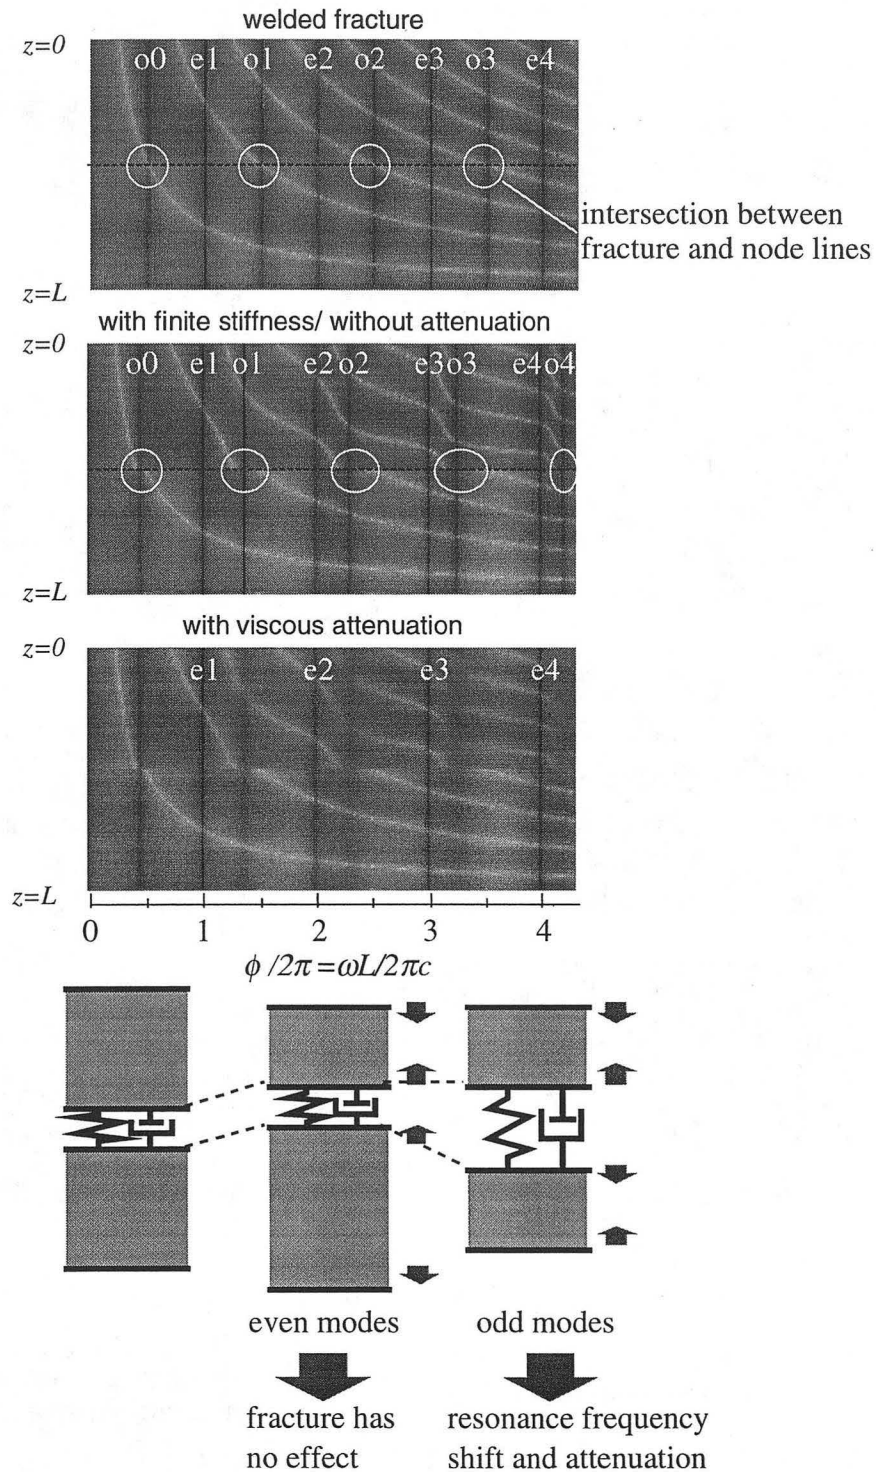 welded fracture
z=0
o0 e1 o1 e2 o2 e3 o3 e4
intersection between
fracture and node lines
z=L
with finite stiffness/ without attenuation
z=0
o0 e1 o1 e2 o2 e3 o3 e4 o4
z=L
with viscous attenuation
z=0
e1 e2 e3 e4
z=L
0 1 2 3 4
ϕ /2π =ωL/2πc
even modes odd modes
fracture has resonance frequency
no effect shift and attenuation